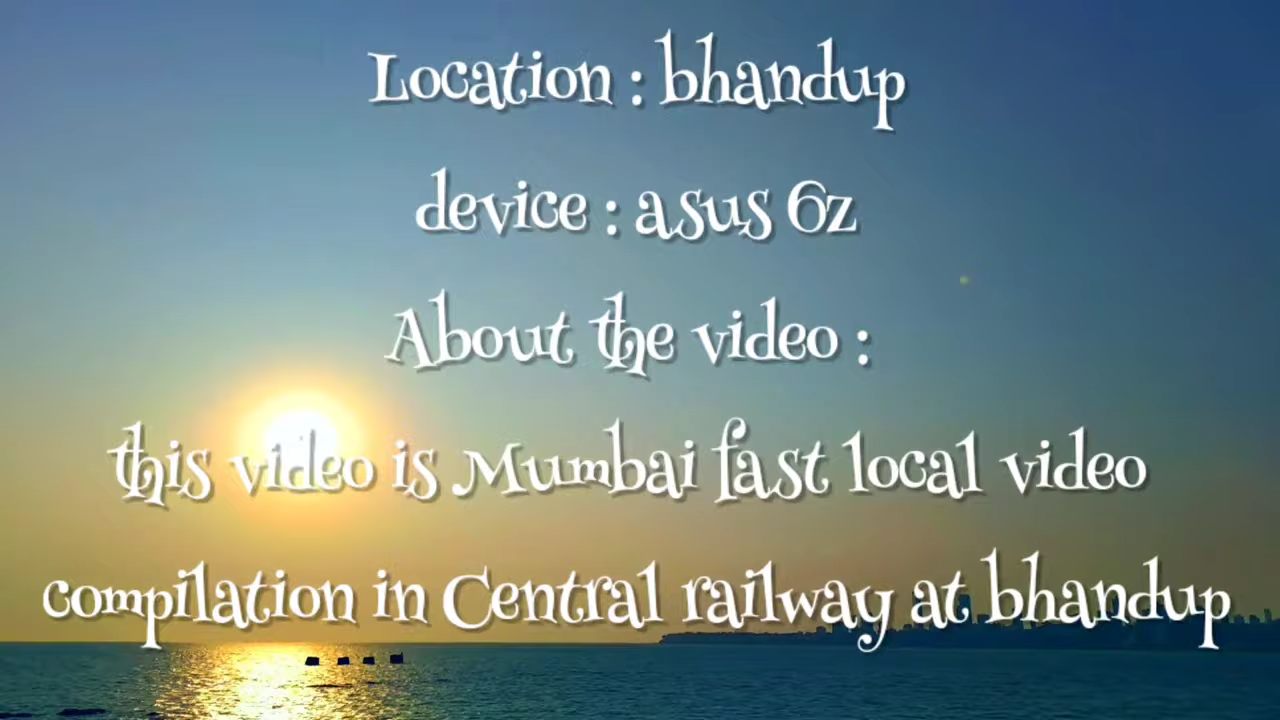 Location : bhandup
device : asus 6z
About the video :
this video is Mumbai fast local video
compilation in Central railway at bhandup